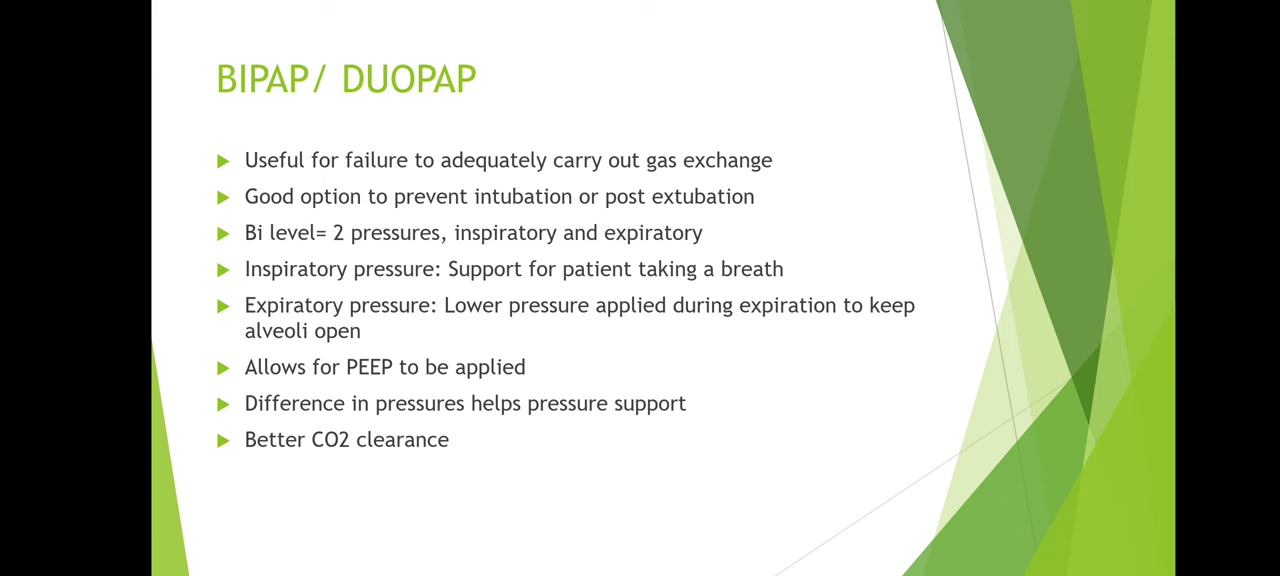 BIPAP/ DUOPAP
Useful for failure to adequately carry out gas exchange
Good option to prevent intubation or post extubation
Bi level= 2 pressures, inspiratory and expiratory
Inspiratory pressure: Support for patient taking a breath
Expiratory pressure: Lower pressure applied during expiration to keep
alveoli open
Allows for PEEP to be applied
Difference in pressures helps pressure support
Better CO2 clearance